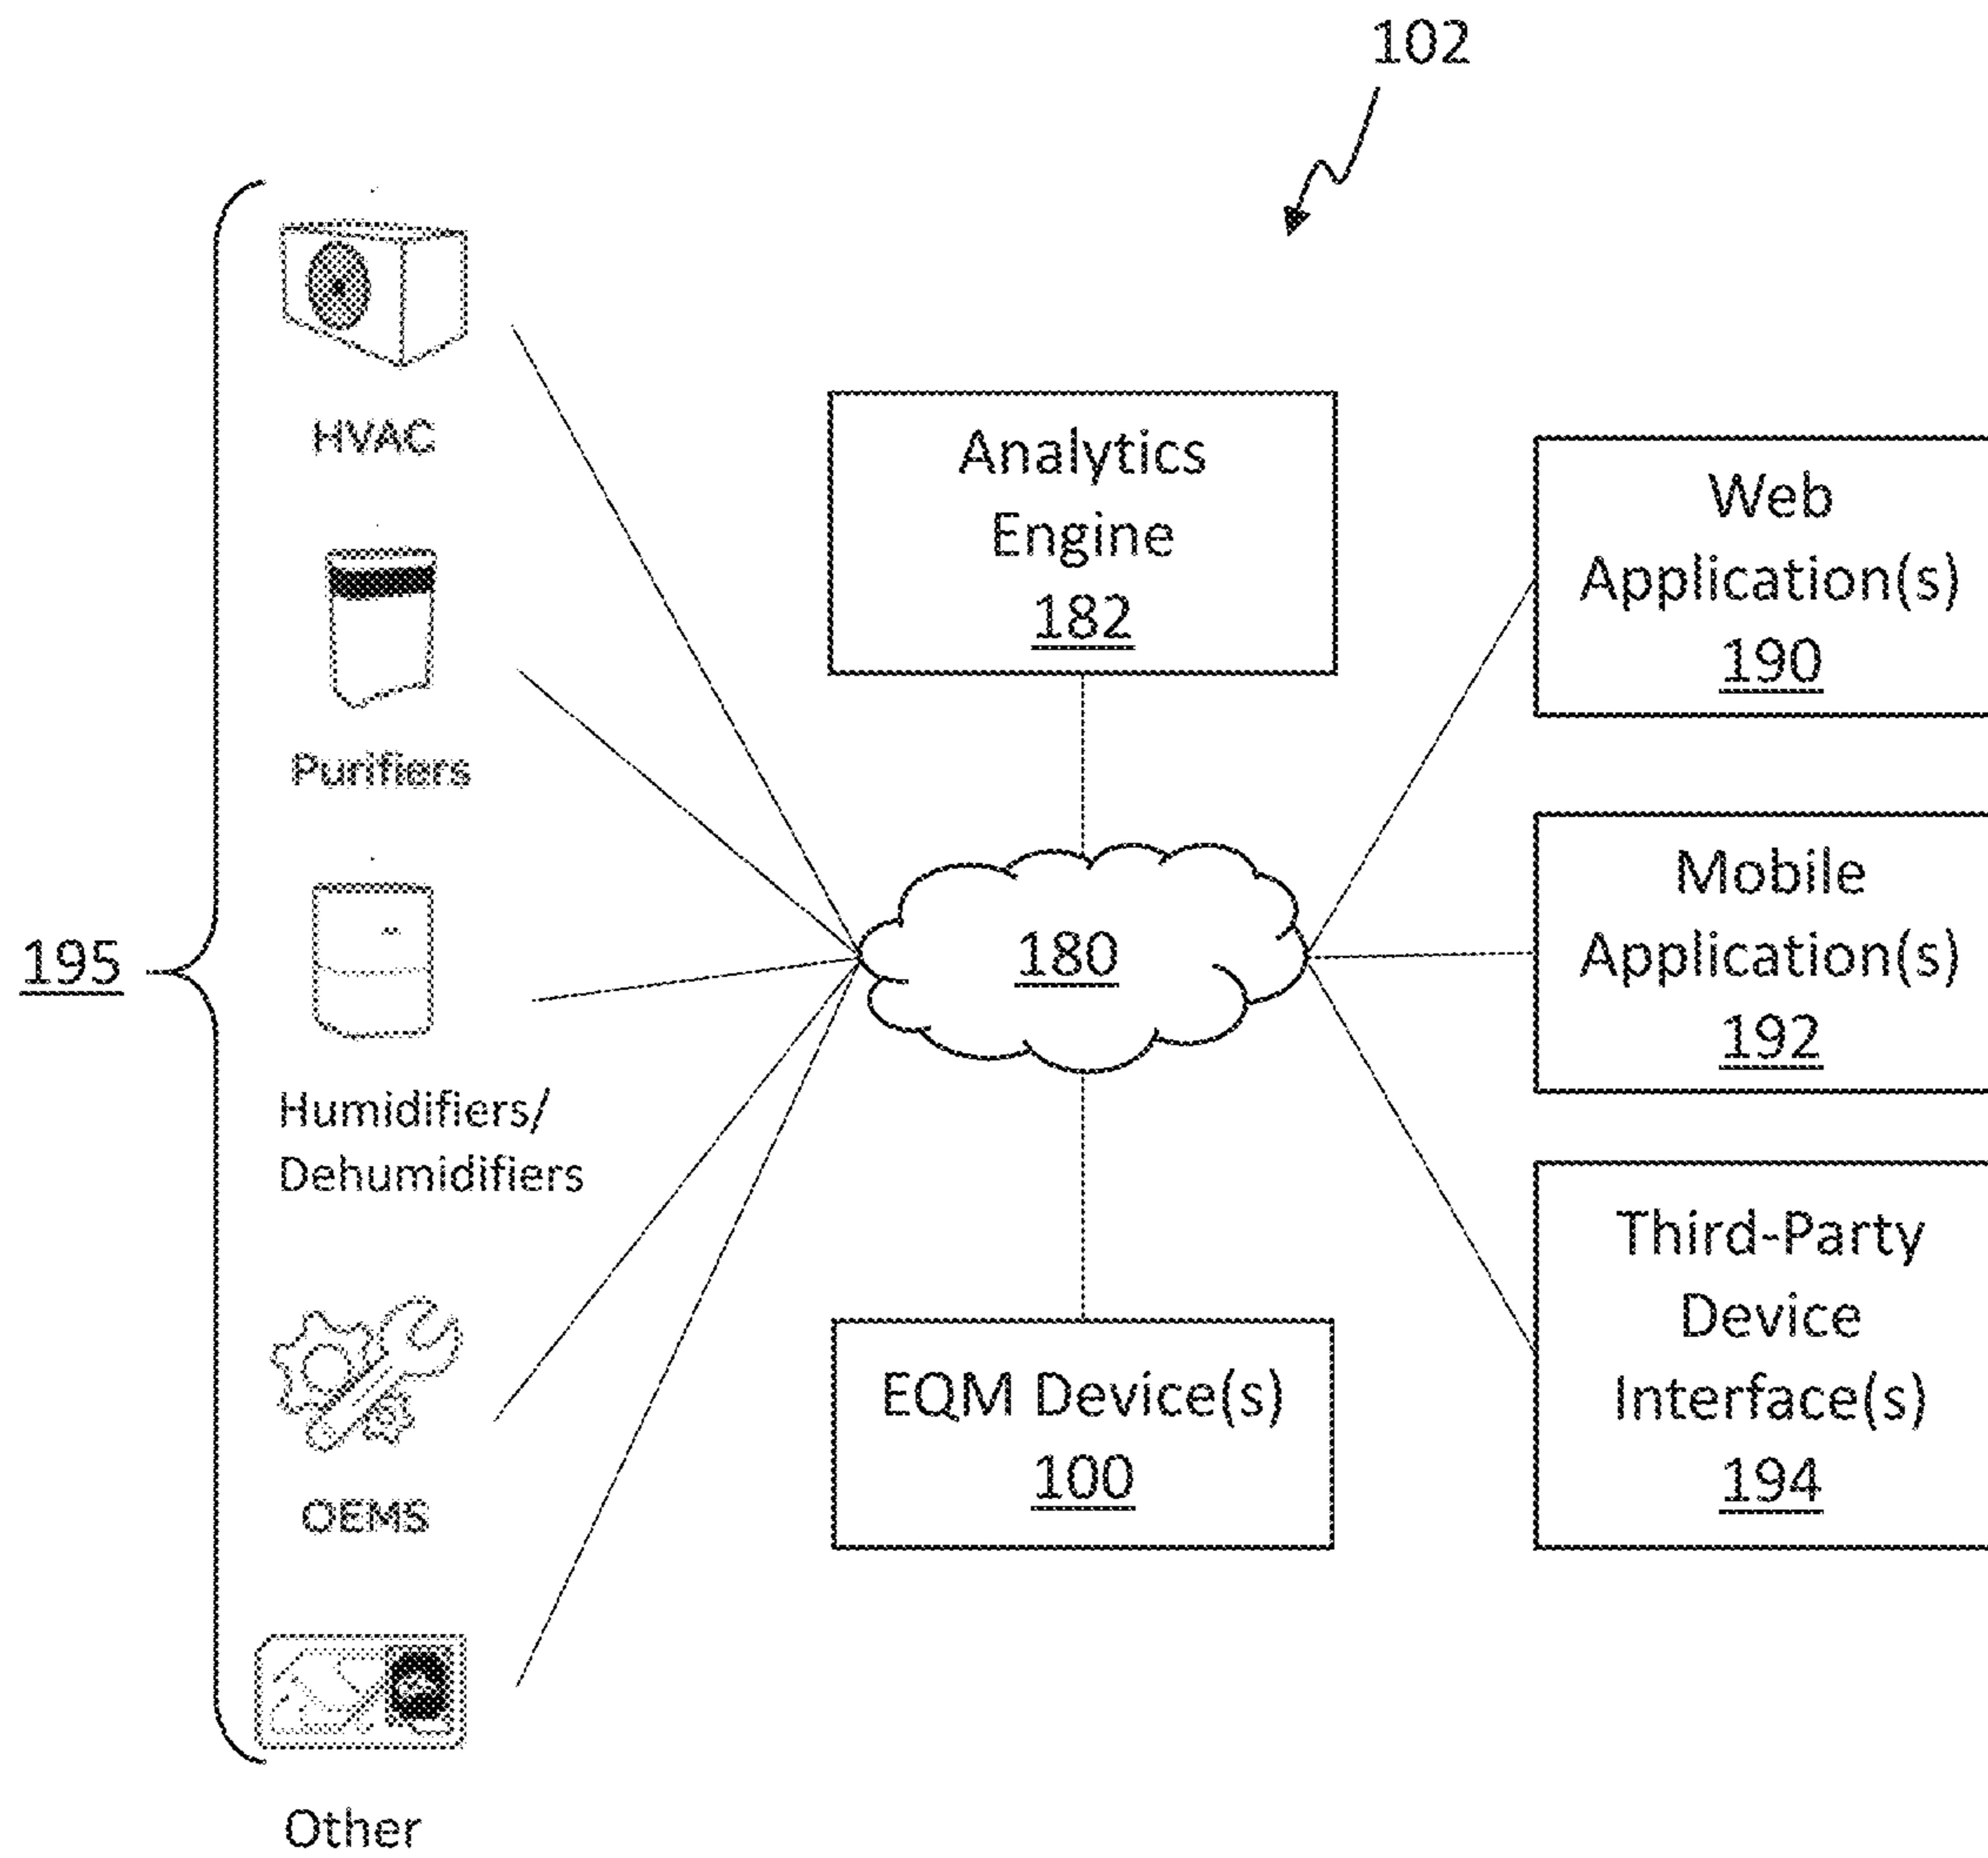 102
HVAC
Purifiers
Humidifiers/
Dehumidifiers
OEMS
Other
195
Analytics
Engine
182
180
EQM Device(s)
100
Web
Application(s)
190
Mobile
Application(s)
192
Third-Party
Device
Interface(s)
194